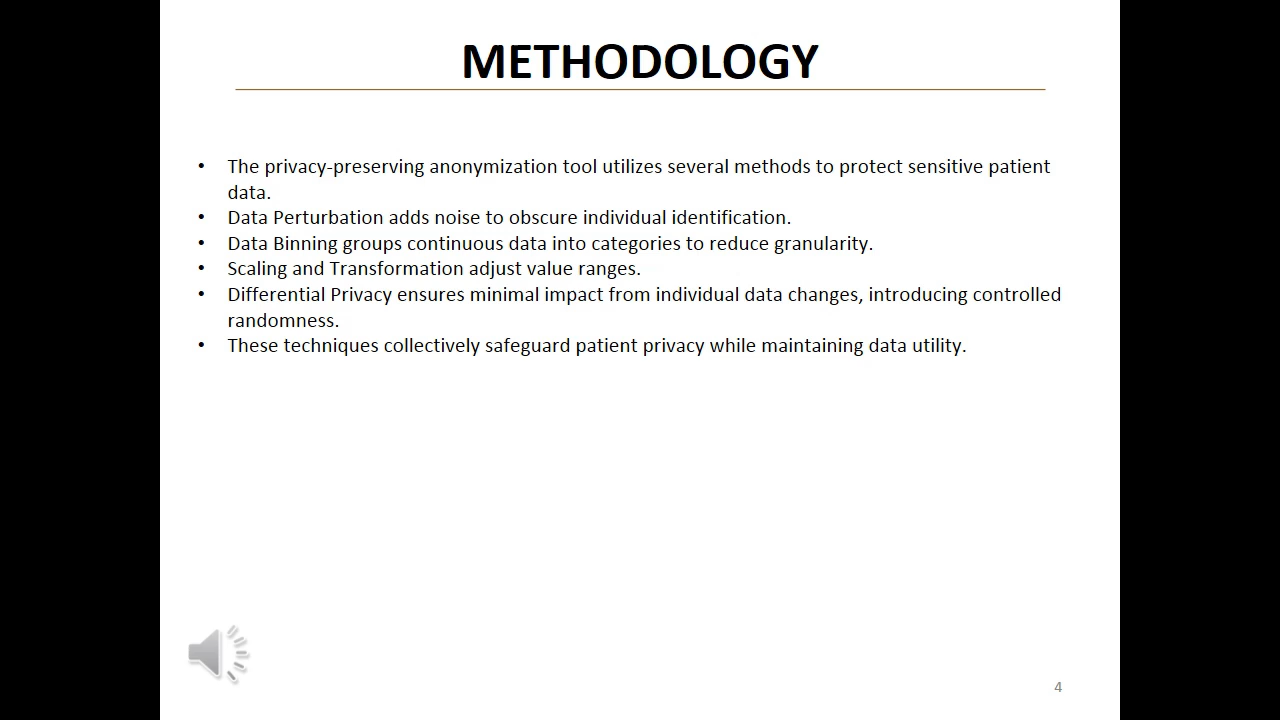 METHODOLOGY
• The privacy-preserving anonymization tool utilizes several methods to protect sensitive patient
data.
• Data Perturbation adds noise to obscure individual identification.
• Data Binning groups continuous data into categories to reduce granularity.
• Scaling and Transformation adjust value ranges.
• Differential Privacy ensures minimal impact from individual data changes, introducing controlled
randomness.
• These techniques collectively safeguard patient privacy while maintaining data utility.
4